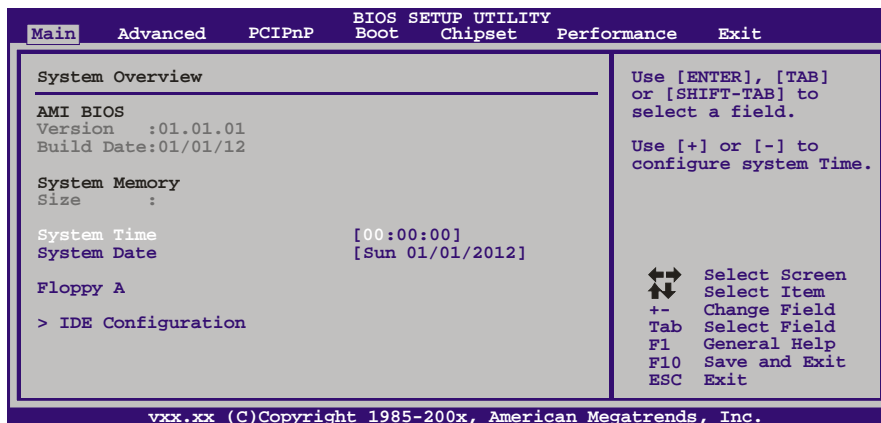 BIOS SETUP UTILITY
Main Advanced PCIPnP Boot Chipset Performance Exit
System Overview
AMI BIOS
Version :01.01.01
Build Date:01/01/12
System Memory
Size :
System Time [00:00:00]
System Date [Sun 01/01/2012]
Floppy A
> IDE Configuration
Use [ENTER], [TAB]
or [SHIFT-TAB] to
select a field.
Use [+] or [-] to
configure system Time.
Select Screen
Select Item
+- Change Field
Tab Select Field
F1 General Help
F10 Save and Exit
ESC Exit
vxx.xx (C)Copyright 1985-200x, American Megatrends, Inc.